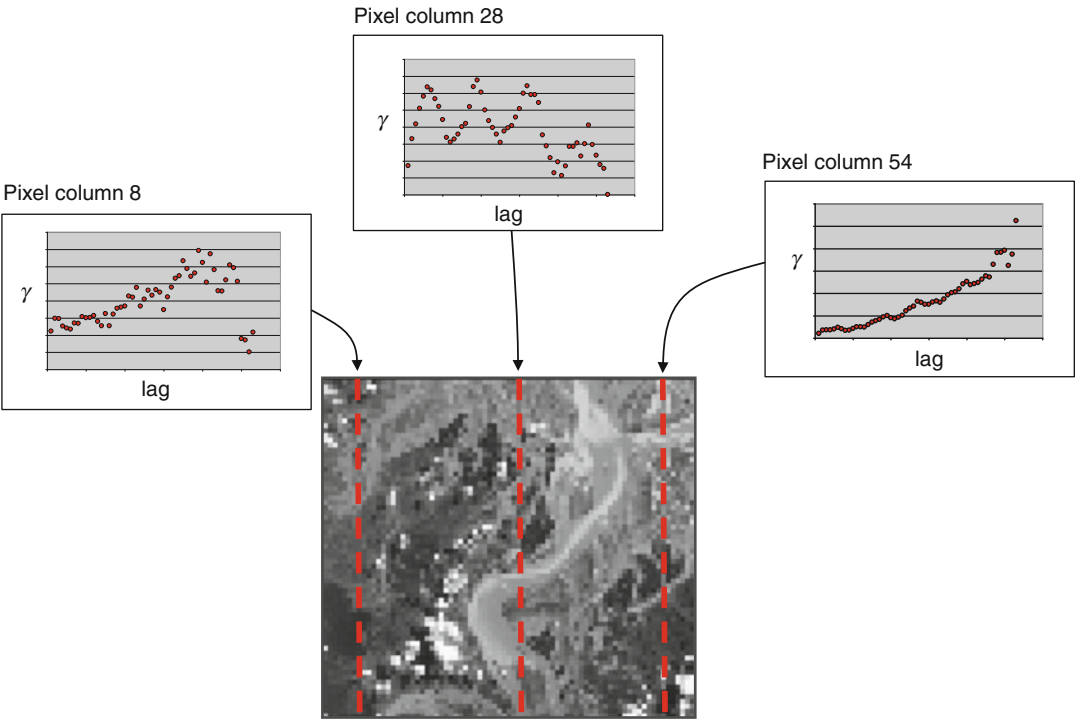 Pixel column 28
γ
lag
Pixel column 8
γ
lag
Pixel column 54
γ
lag